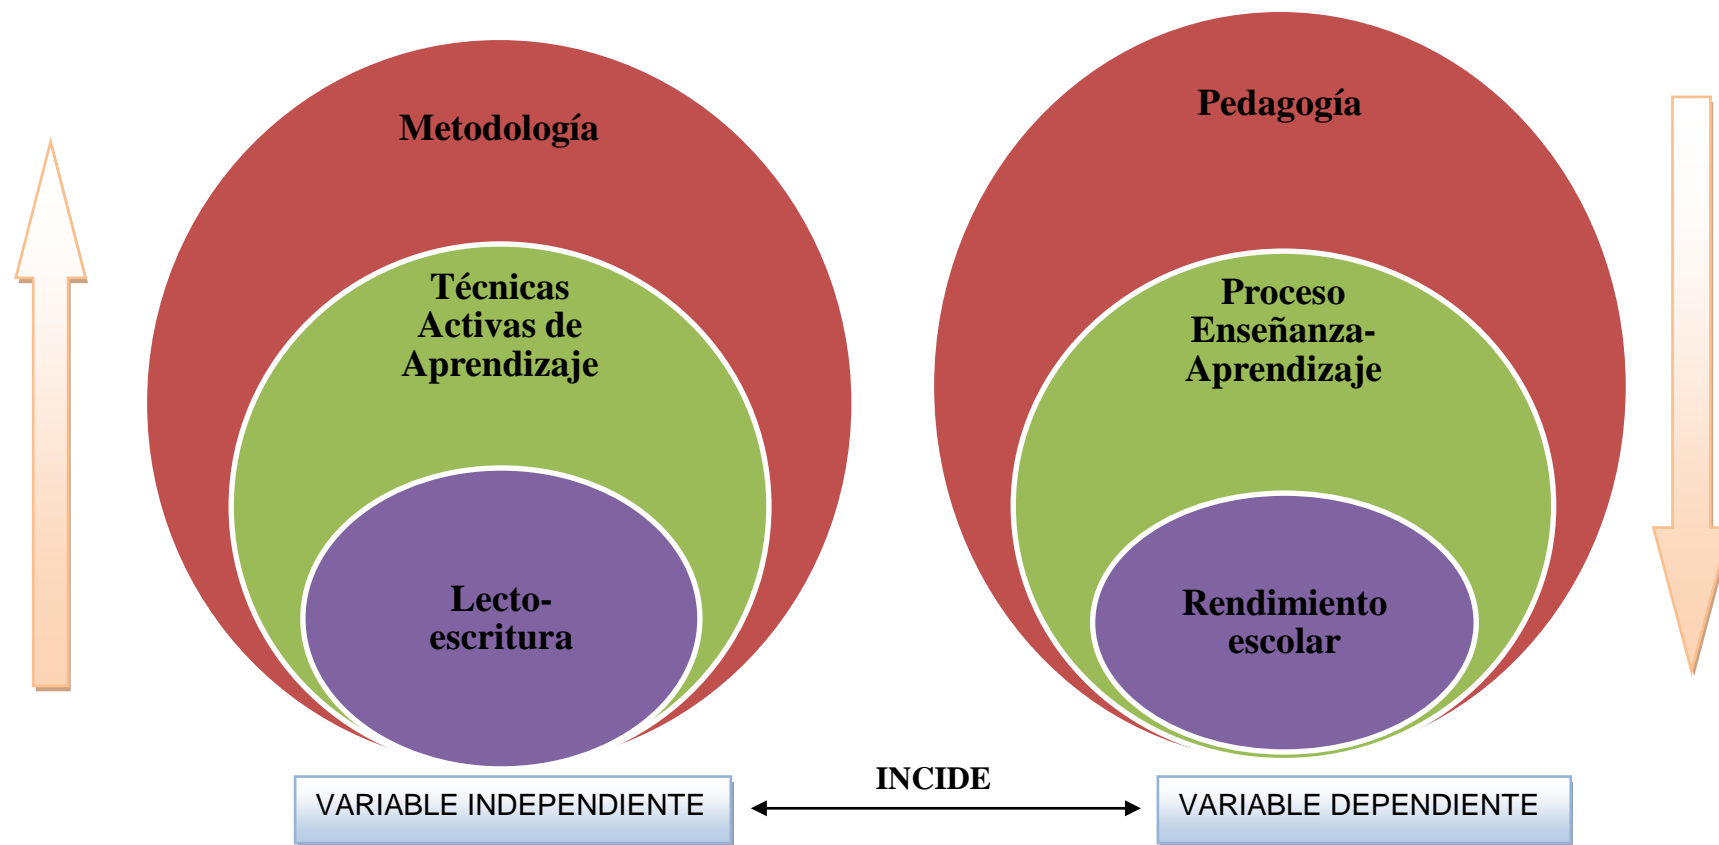 Metodología
Técnicas
Activas de
Aprendizaje
Lecto-
escritura
Pedagogía
Proceso
Enseñanza-
Aprendizaje
Rendimiento
escolar
VARIABLE INDEPENDIENTE
INCIDE
VARIABLE DEPENDIENTE